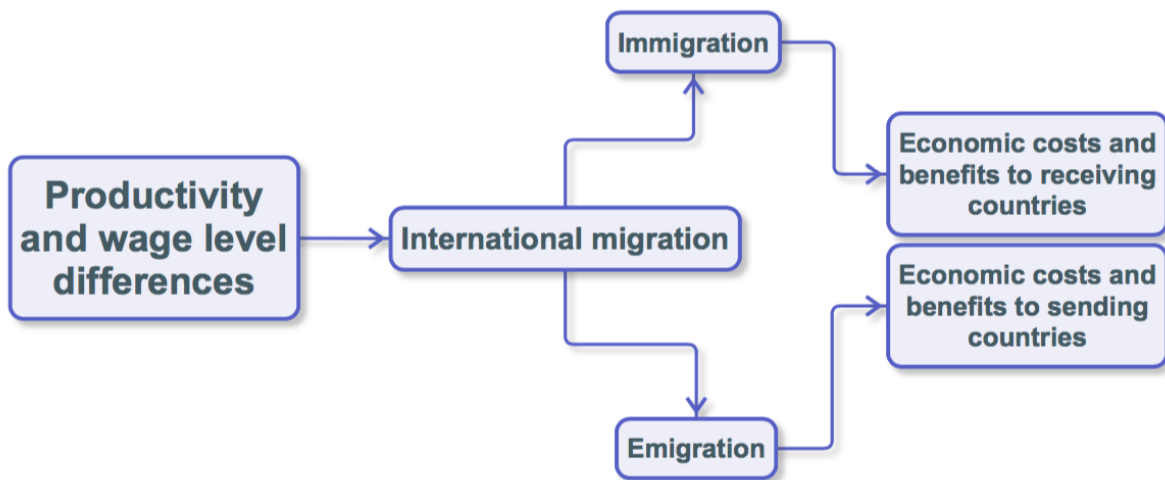 Immigration
Productivity
and wage level
differences
International migration
Economic costs and
benefits to receiving
countries
Economic costs and
benefits to sending
countries
Emigration